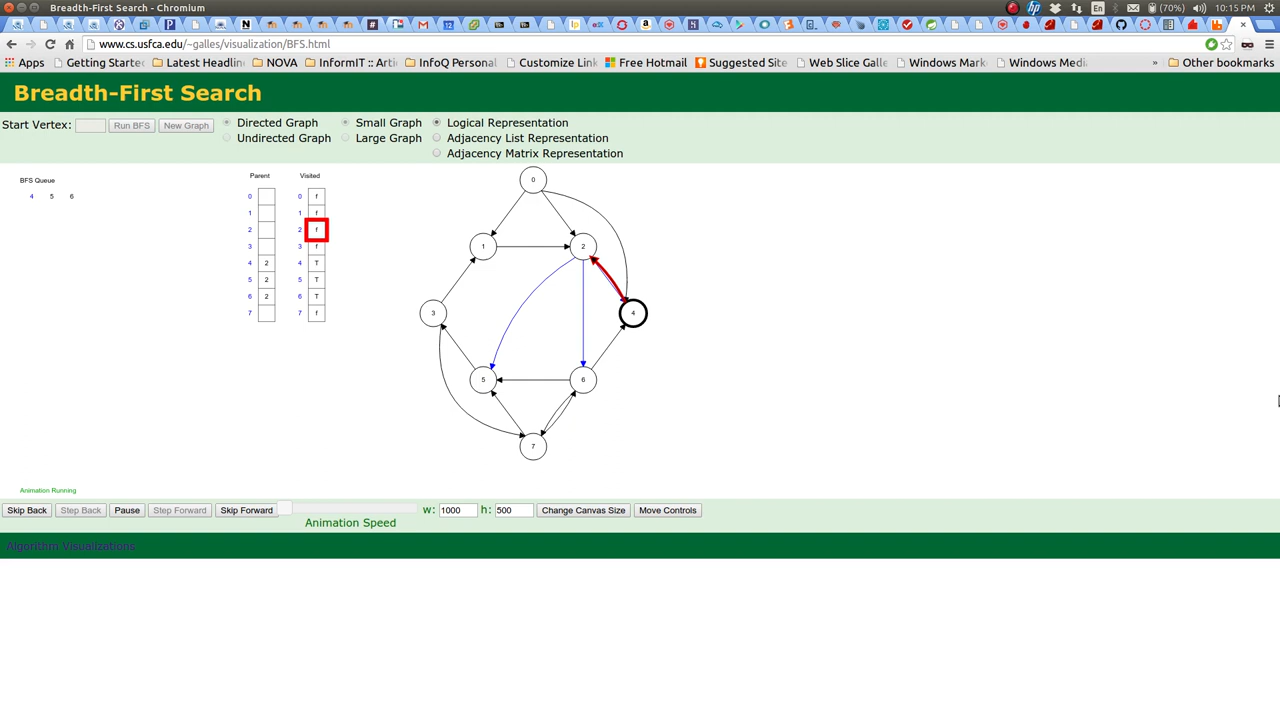 Breadth-First Search - Chromium
En (70%) 10:15 PM
www.cs.usfca.edu/~galles/visualization/BFS.html
Apps Getting Starte Latest Headlin NOVA InformIT :: Arti InfoQ Personal Customize Link Free Hotmail Suggested Site Web Slice Galle Windows Mark Windows Media » Other bookmarks
Breadth-First Search
Start Vertex: Run BFS New Graph Directed Graph Small Graph Logical Representation
Undirected Graph Large Graph Adjacency List Representation
Adjacency Matrix Representation
BFS Queue Parent Visited
4 5 6
0 0 f
1 1 f
2 2 f
3 3 f
4 2 4 T
5 2 5 T
6 2 6 T
7 7 f
0
1 2
3 4
5 6
7
Animation Running
Skip Back Step Back Pause Step Forward Skip Forward w: 1000 h: 500 Change Canvas Size Move Controls
Animation Speed
Algorithm Visualizations